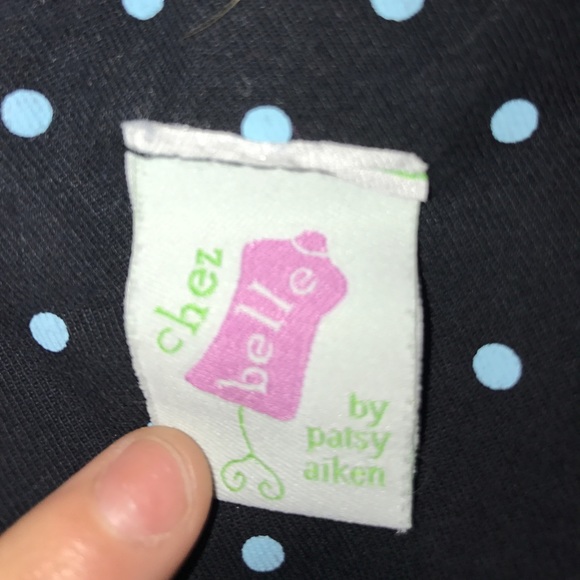 chez
belle
by
patsy
aiken